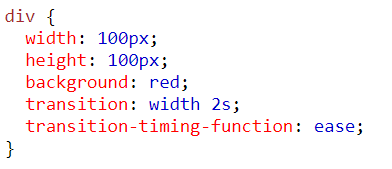 div {
  width: 100px;
  height: 100px;
  background: red;
  transition: width 2s;
  transition-timing-function: ease;
}